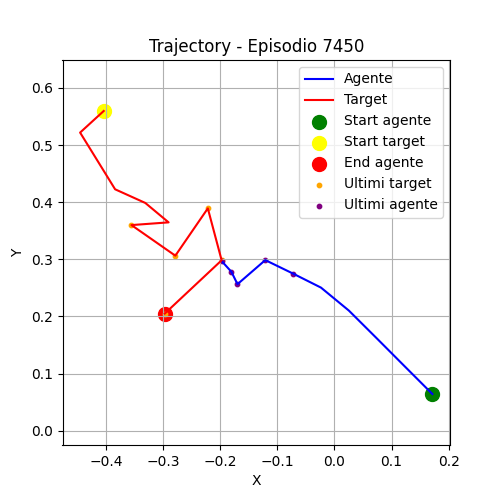 Trajectory - Episodio 7450
Agente
Target
Start agente
Start target
End agente
Ultimi target
Ultimi agente
Y
0.6
0.5
0.4
0.3
0.2
0.1
0.0
−0.4 −0.3 −0.2 −0.1 0.0 0.1 0.2
X